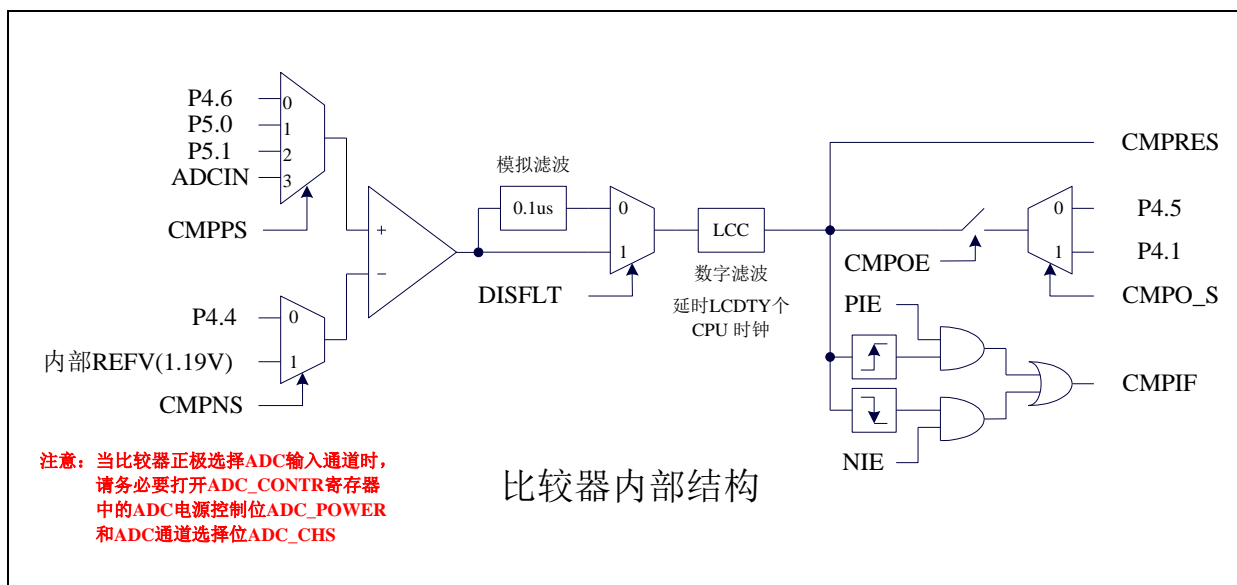 P4.6
P5.0
P5.1
ADCIN
0
1
2
3
CMPPS
P4.4
内部REFV(1.19V)
0
1
CMPNS
+
−
模拟滤波
0.1us
0
1
DISFLT
LCC
数字滤波
延时LCDTY个
CPU 时钟
CMPRES
CMPOE
0
1
P4.5
P4.1
CMPO_S
PIE
NIE
CMPIF
注意：当比较器正极选择ADC输入通道时，
请务必要打开ADC_CONTR寄存器
中的ADC电源控制位ADC_POWER
和ADC通道选择位ADC_CHS
比较器内部结构